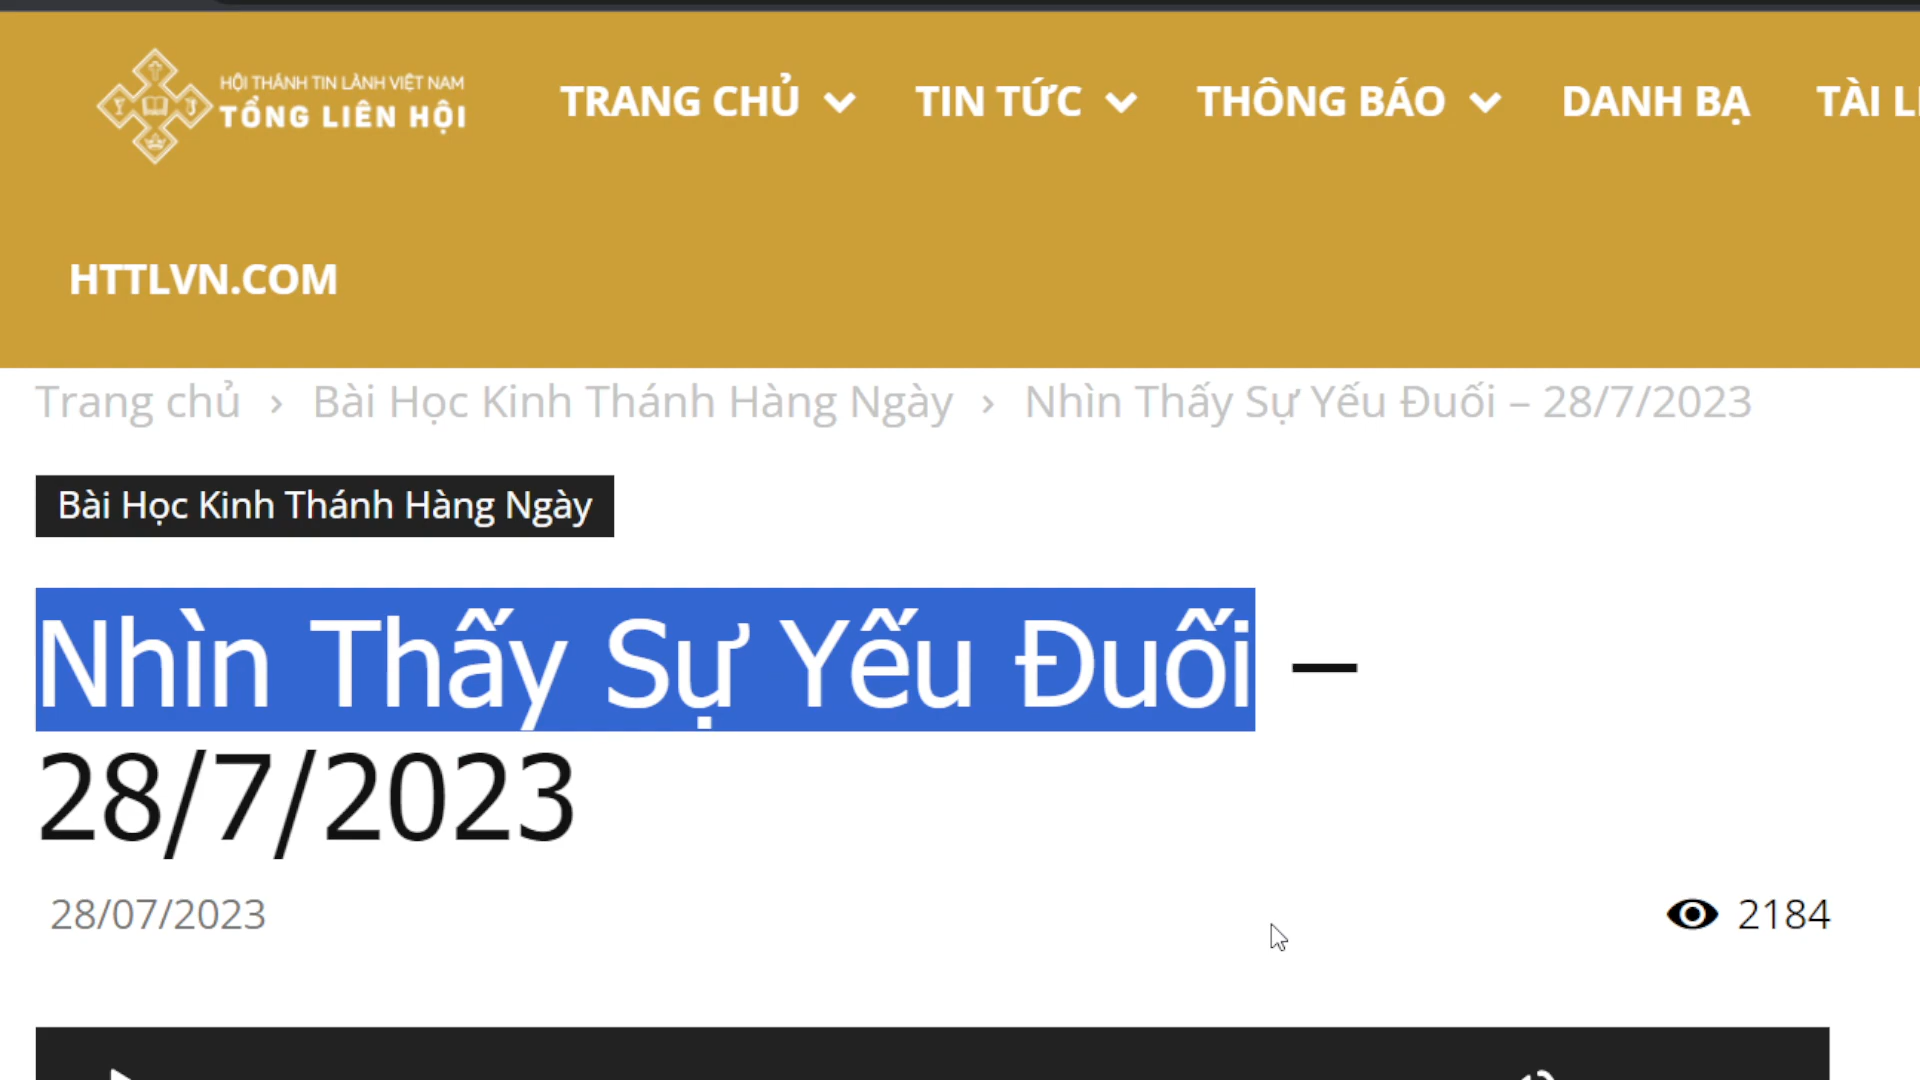 HỘI THÁNH TIN LÀNH VIỆT NAM
TỔNG LIÊN HỘI
TRANG CHỦ TIN TỨC THÔNG BÁO DANH BẠ TÀI L
HTTLVN.COM
Trang chủ › Bài Học Kinh Thánh Hàng Ngày › Nhìn Thấy Sự Yếu Đuối – 28/7/2023
Bài Học Kinh Thánh Hàng Ngày
Nhìn Thấy Sự Yếu Đuối –
28/7/2023
28/07/2023 2184